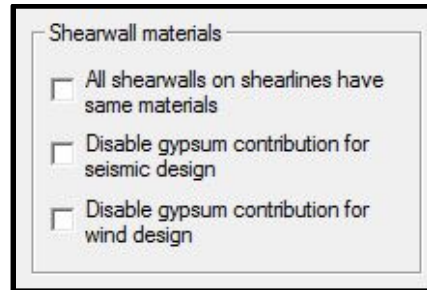 Shearwall materials
All shearwalls on shearlines have
same materials
Disable gypsum contribution for
seismic design
Disable gypsum contribution for
wind design